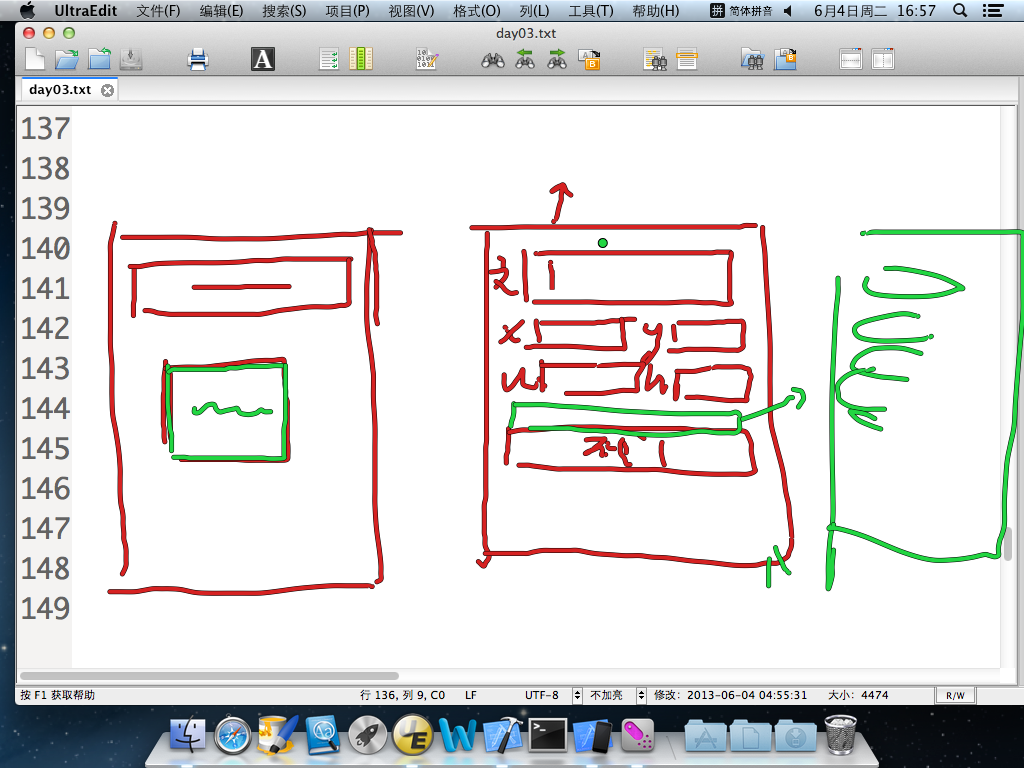 UltraEdit 文件(F) 编辑(E) 搜索(S) 项目(P) 视图(V) 格式(O) 列(L) 工具(T) 帮助(H) 拼 简体拼音 6月4日周二 16:57
day03.txt
A
day03.txt
137
138
139
140
141
142
143
144
145
146
147
148
149
x y
w h
按 F1 获取帮助 行 136, 列 9, C0 LF UTF-8 不加亮 修改: 2013-06-04 04:55:31 大小: 4474 R/W